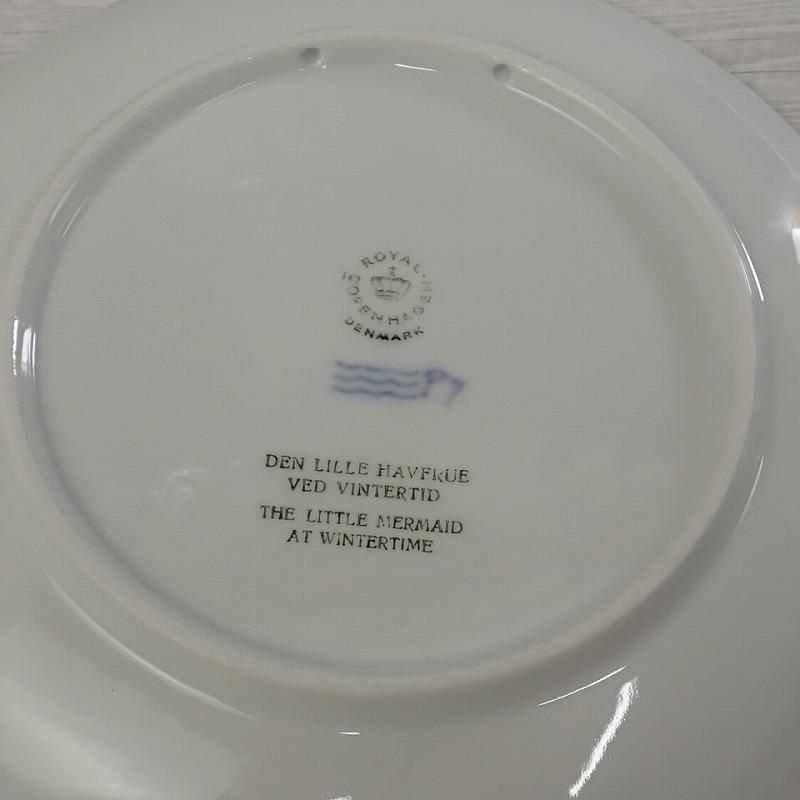 ROYAL
COPENHAGEN
DENMARK
DEN LILLE HAVFRUE
VED VINTERTID
THE LITTLE MERMAID
AT WINTERTIME